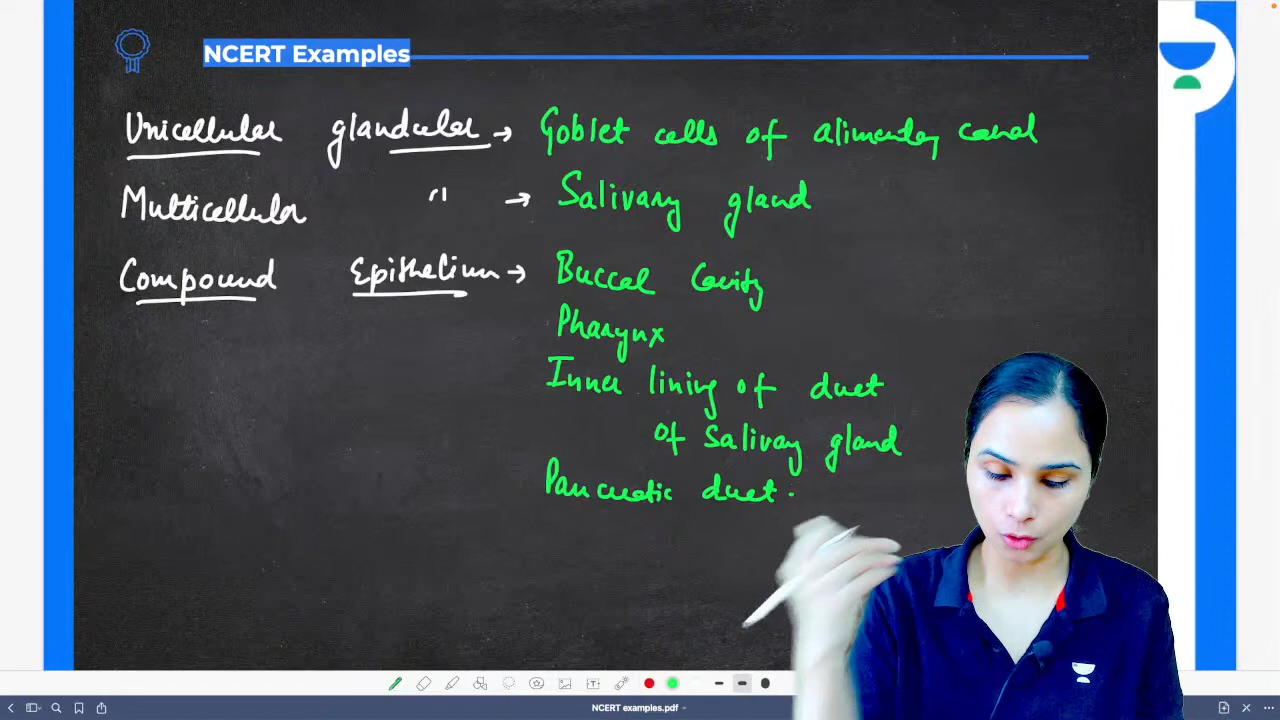 NCERT Examples
Unicellular glandular → Goblet cells of alimentary canal
Multicellular " → Salivary gland
Compound Epithelium → Buccal Cavity
Pharynx
Inner lining of duct
of Salivary gland
Pancreatic duct.
NCERT examples.pdf